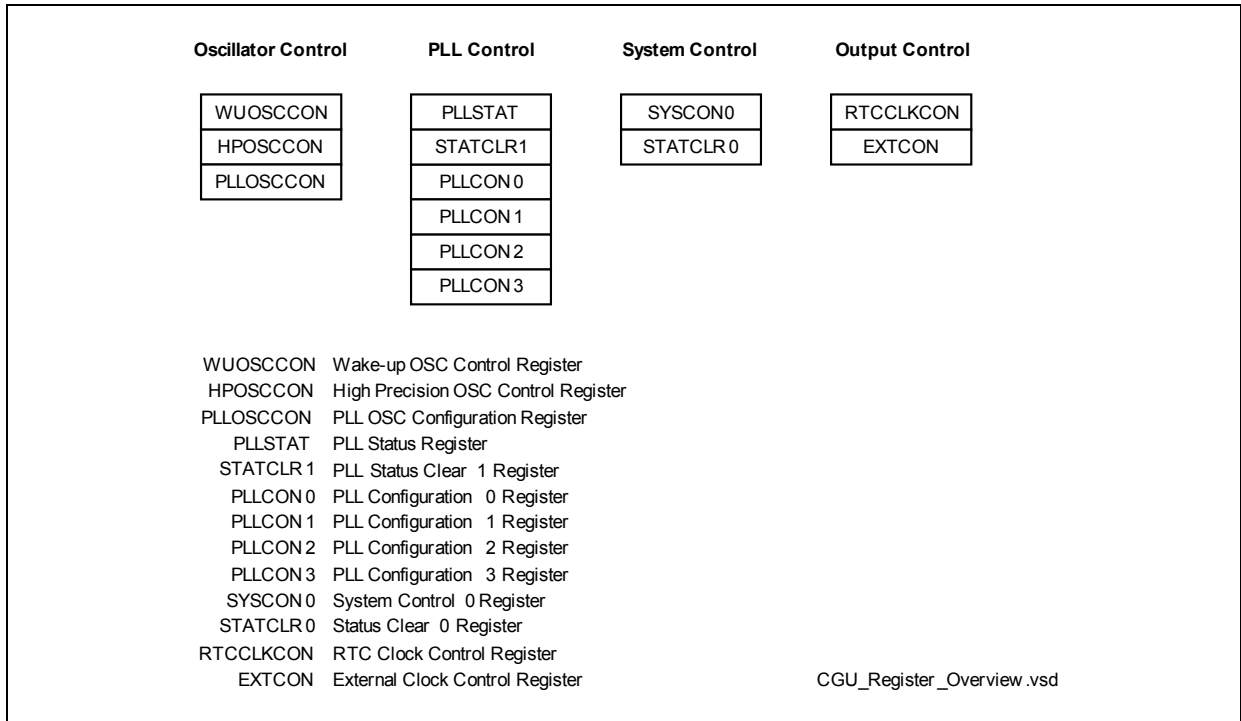 Oscillator Control PLL Control System Control Output Control
WUOSCCON PLLSTAT SYSCON0 RTCCLKCON
HPOSCCON STATCLR1 STATCLR0 EXTCON
PLLOSCCON PLLCON0
PLLCON1
PLLCON2
PLLCON3
WUOSCCON Wake-up OSC Control Register
HPOSCCON High Precision OSC Control Register
PLLOSCCON PLL OSC Configuration Register
PLLSTAT PLL Status Register
STATCLR1 PLL Status Clear 1 Register
PLLCON0 PLL Configuration 0 Register
PLLCON1 PLL Configuration 1 Register
PLLCON2 PLL Configuration 2 Register
PLLCON3 PLL Configuration 3 Register
SYSCON0 System Control 0 Register
STATCLR0 Status Clear 0 Register
RTCCLKCON RTC Clock Control Register
EXTCON External Clock Control Register CGU_Register_Overview.vsd